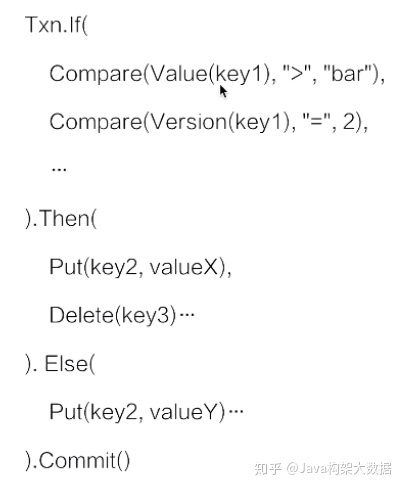 Txn.If(
Compare(Value(key1), ">", "bar"),
Compare(Version(key1), "=", 2),
...
).Then(
Put(key2, valueX),
Delete(key3)···
). Else(
Put(key2, valueY)···
).Commit()
知乎 @Java构架大数据